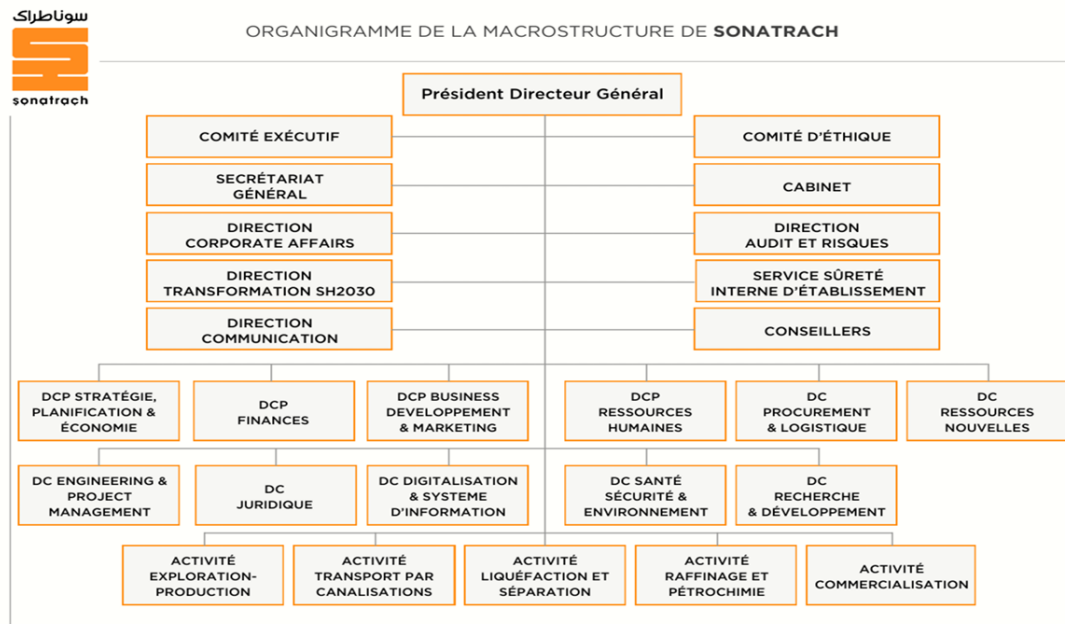 سوناطراك
sonatrach
ORGANIGRAMME DE LA MACROSTRUCTURE DE SONATRACH
Président Directeur Général
COMITÉ EXÉCUTIF
COMITÉ D'ÉTHIQUE
SECRÉTARIAT
GÉNÉRAL
CABINET
DIRECTION
CORPORATE AFFAIRS
DIRECTION
AUDIT ET RISQUES
DIRECTION
TRANSFORMATION SH2030
SERVICE SÛRETÉ
INTERNE D'ÉTABLISSEMENT
DIRECTION
COMMUNICATION
CONSEILLERS
DCP STRATÉGIE,
PLANIFICATION &
ÉCONOMIE
DCP
FINANCES
DCP BUSINESS
DEVELOPPEMENT
& MARKETING
DCP
RESSOURCES
HUMAINES
DC
PROCUREMENT
& LOGISTIQUE
DC
RESSOURCES
NOUVELLES
DC ENGINEERING &
PROJECT
MANAGEMENT
DC
JURIDIQUE
DC DIGITALISATION
& SYSTEME
D'INFORMATION
DC SANTÉ
SÉCURITÉ &
ENVIRONNEMENT
DC
RECHERCHE
& DÉVELOPPEMENT
ACTIVITÉ
EXPLORATION-
PRODUCTION
ACTIVITÉ
TRANSPORT PAR
CANALISATIONS
ACTIVITÉ
LIQUÉFACTION ET
SÉPARATION
ACTIVITÉ
RAFFINAGE ET
PÉTROCHIMIE
ACTIVITÉ
COMMERCIALISATION